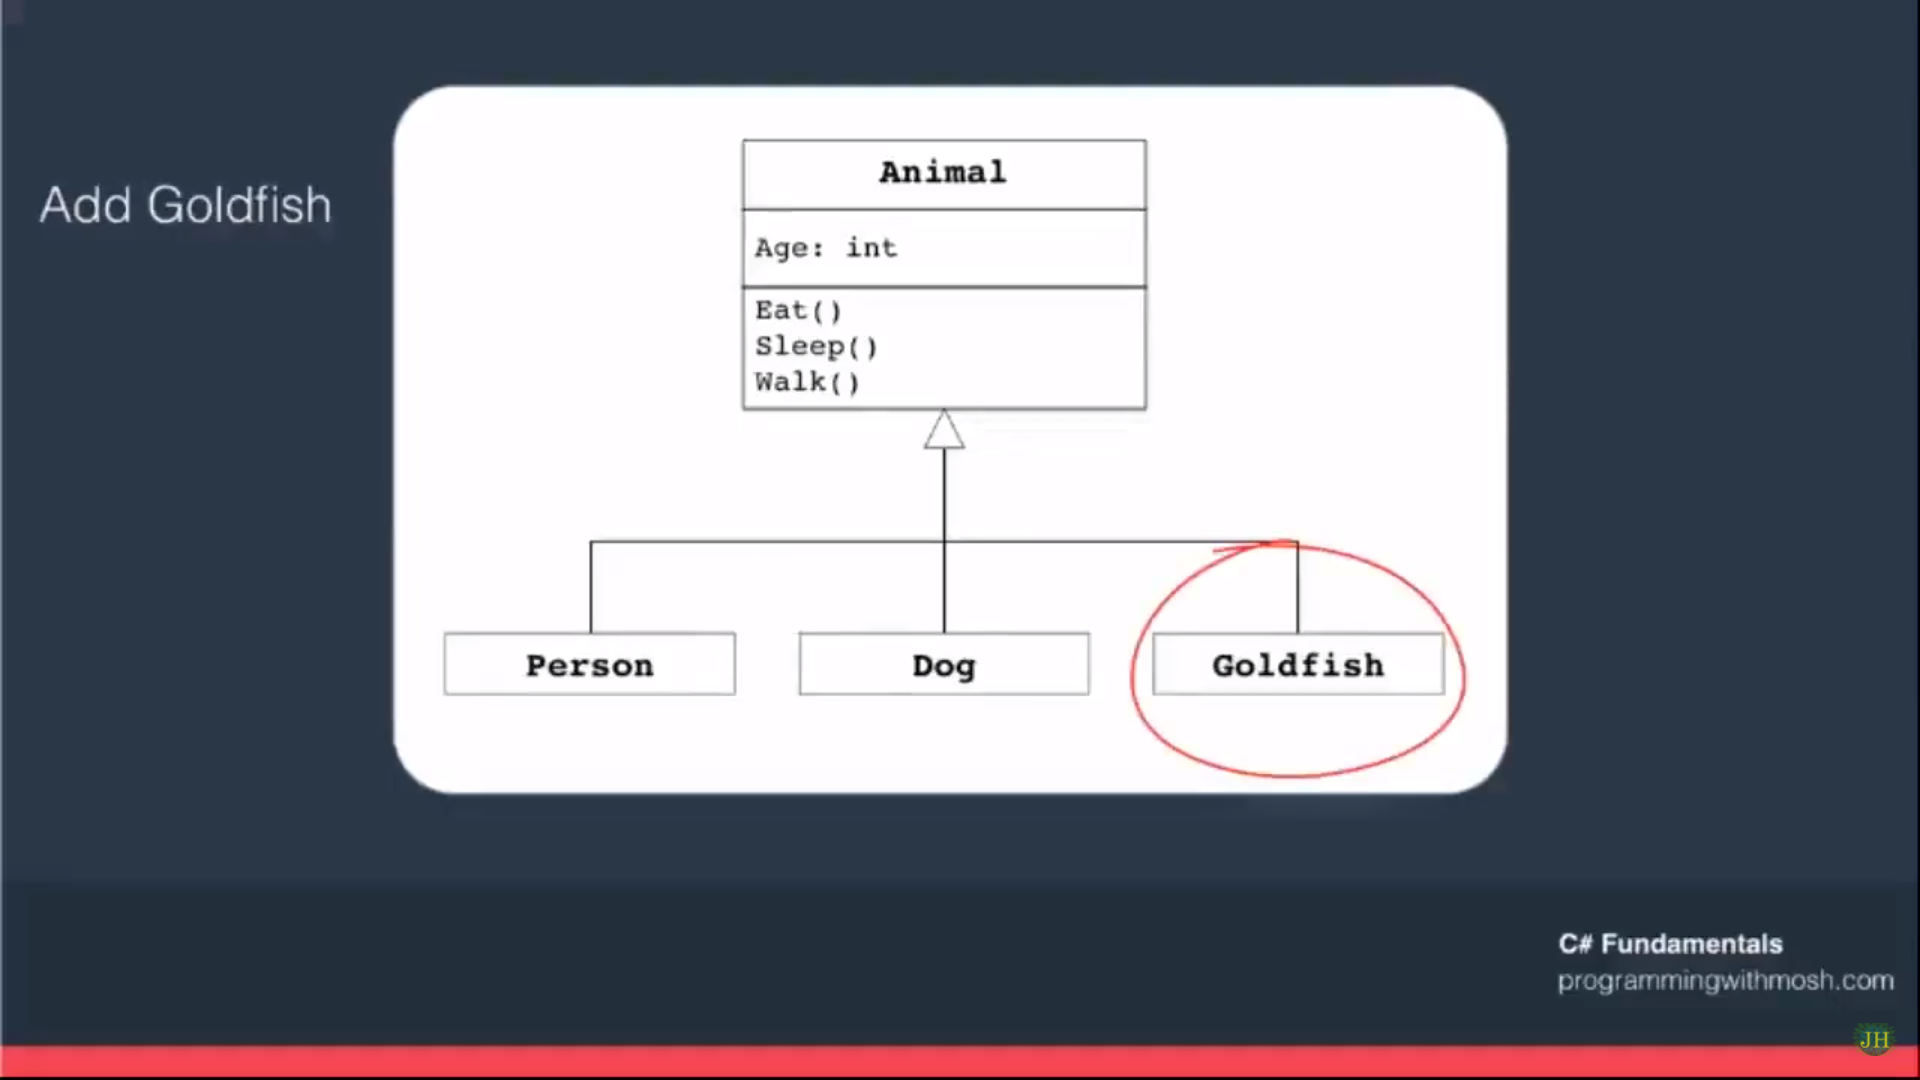 Add Goldfish
Animal
Age: int
Eat()
Sleep()
Walk()
Person
Dog
Goldfish
C# Fundamentals
programmingwithmosh.com
JH